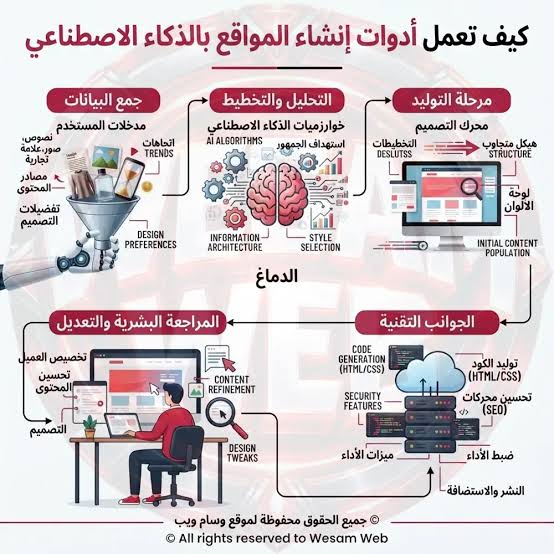 كيف تعمل أدوات إنشاء المواقع بالذكاء الاصطناعي
جمع البيانات
مدخلات المستخدم
نصوص،
صور،علامة
تجارية
اتجاهات
TRENDS
مصادر
المحتوى
تفضيلات
التصميم
DESIGN
PREFERENCES
التحليل والتخطيط
خوارزميات الذكاء الاصطناعي
AI ALGORITHMS
استهداف الجمهور
INFORMATION
ARCHITECTURE
STYLE
SELECTION
الدماغ
مرحلة التوليد
محرك التصميم
التخطيطات
DESLUTSS
هيكل متجاوب
STRUCTURE
لوحة
الألوان
INITIAL CONTENT
POPULATION
الجوانب التقنية
CODE
GENERATION
(HTML/CSS)
توليد الكود
(HTML/CSS)
SECURITY
FEATURES
تحسين محركات
(SEO)
</>
ميزات الأداء
ضبط الأداء
النشر والاستضافة
المراجعة البشرية والتعديل
تخصيص العميل
تحسين
المحتوى
التصميم
CONTENT
REFINEMENT
DESIGN
TWEAKS
© جميع الحقوق محفوظة لموقع وسام ويب
© All rights reserved to Wesam Web